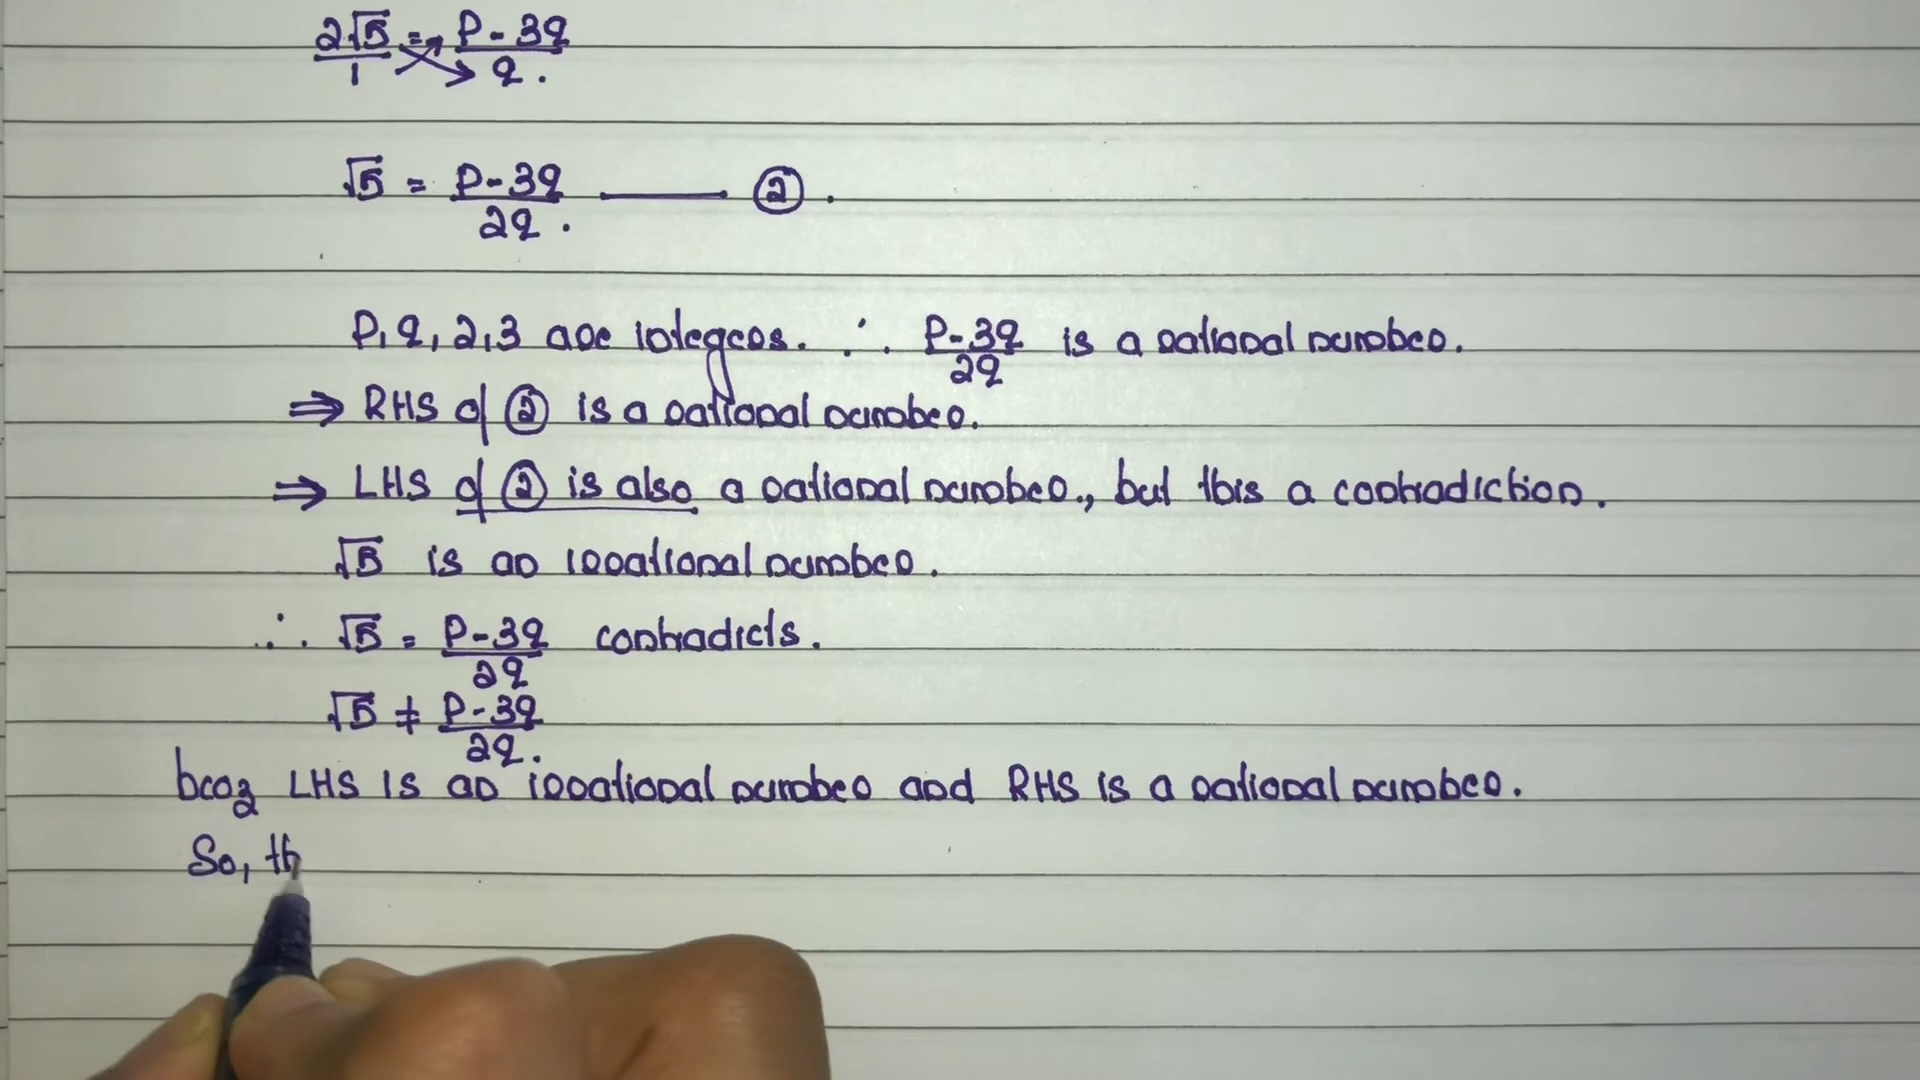 2√5/1 = P-3q/q.
√5 = P-3q/2q. ——— ②.
P, q, 2, 3 are integers. ∴ P-3q/2q is a rational number.
⇒ RHS of ② is a rational number.
⇒ LHS of ② is also a rational number., but this a contradiction.
√5 is an irrational number.
∴ √5 = P-3q/2q contradicts.
√5 ≠ P-3q/2q.
bcoz LHS is an irrational number and RHS is a rational number.
So, th